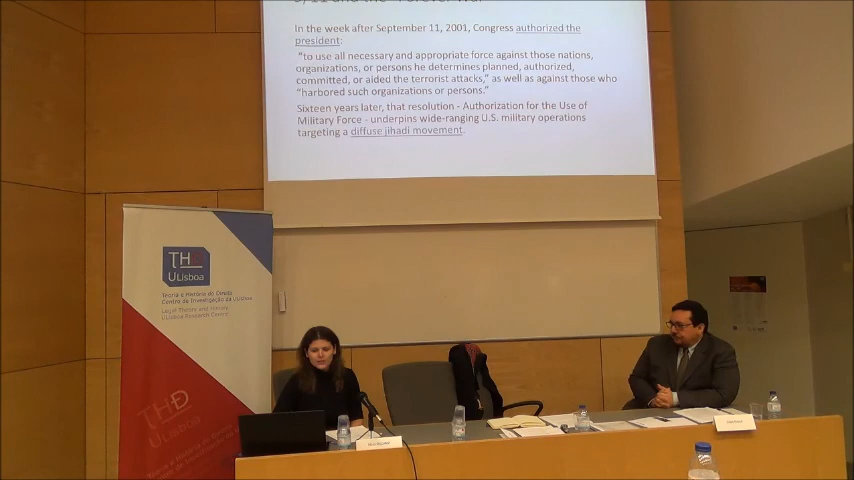 In the week after September 11, 2001, Congress authorized the
president:
"to use all necessary and appropriate force against those nations,
organizations, or persons he determines planned, authorized,
committed, or aided the terrorist attacks," as well as against those who
"harbored such organizations or persons."
Sixteen years later, that resolution - Authorization for the Use of
Military Force - underpins wide-ranging U.S. military operations
targeting a diffuse jihadi movement.
THD
ULisboa
Teoria e História do Direito
Centro de Investigação da ULisboa
Legal Theory and History
ULisboa Research Centre
THD
ULisboa